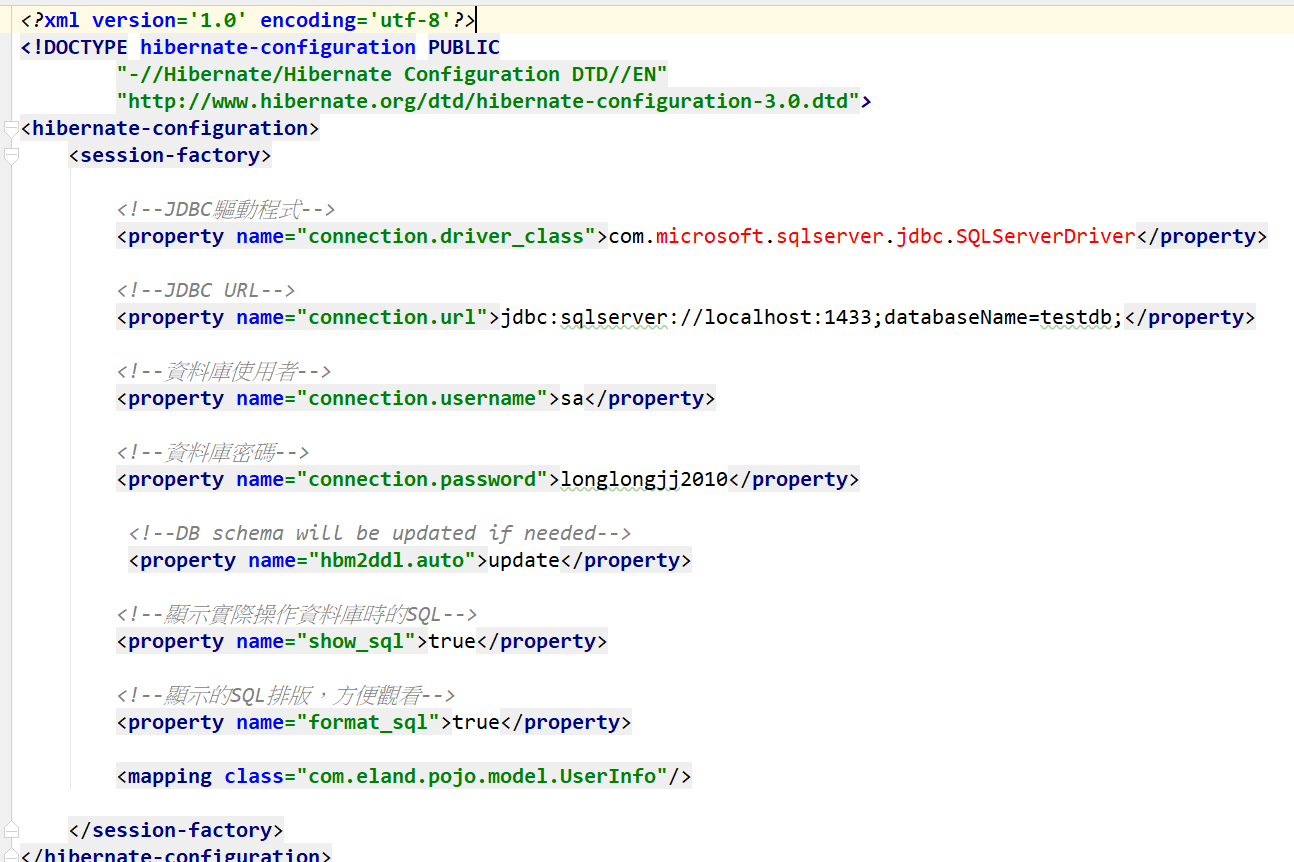 <?xml version='1.0' encoding='utf-8'?>
<!DOCTYPE hibernate-configuration PUBLIC
"-//Hibernate/Hibernate Configuration DTD//EN"
"http://www.hibernate.org/dtd/hibernate-configuration-3.0.dtd">
<hibernate-configuration>
<session-factory>
<!--JDBC驅動程式-->
<property name="connection.driver_class">com.microsoft.sqlserver.jdbc.SQLServerDriver</property>
<!--JDBC URL-->
<property name="connection.url">jdbc:sqlserver://localhost:1433;databaseName=testdb;</property>
<!--資料庫使用者-->
<property name="connection.username">sa</property>
<!--資料庫密碼-->
<property name="connection.password">longlongjj2010</property>
<!--DB schema will be updated if needed-->
<property name="hbm2ddl.auto">update</property>
<!--顯示實際操作資料庫時的SQL-->
<property name="show_sql">true</property>
<!--顯示的SQL排版，方便觀看-->
<property name="format_sql">true</property>
<mapping class="com.eland.pojo.model.UserInfo"/>
</session-factory>
</hibernate-configuration>